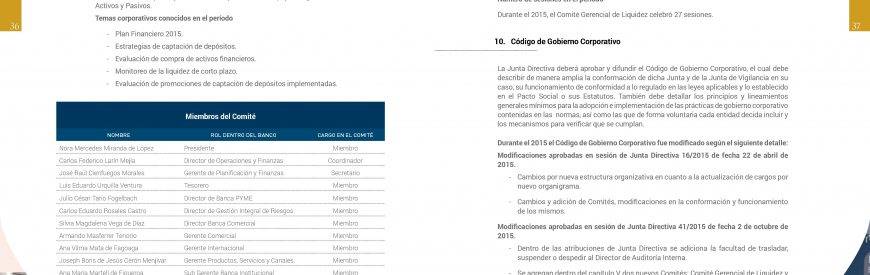 36
Activos y Pasivos.
Temas corporativos conocidos en el periodo
- Plan Financiero 2015.
- Estrategias de captación de depósitos.
- Evaluación de compra de activos financieros.
- Monitoreo de la liquidez de corto plazo.
- Evaluación de promociones de captación de depósitos implementadas.
Miembros del Comité
NOMBRE ROL DENTRO DEL BANCO CARGO EN EL COMITÉ
Nora Mercedes Miranda de López Presidente Miembro
Carlos Federico Larin Mejía Director de Operaciones y Finanzas Coordinador
José Raúl Cienfuegos Morales Gerente de Planificación y Finanzas Secretario
Luis Eduardo Urquilla Ventura Tesorero Miembro
Julio César Tario Fogelbach Director de Banca PYME Miembro
Carlos Eduardo Rosales Castro Director de Gestión Integral de Riesgos Miembro
Silvia Magdalena Vega de Díaz Director Banca Comercial Miembro
Armando Masferrer Tenorio Gerente Comercial Miembro
Ana Vilma Mata de Fagoaga Gerente Internacional Miembro
Joseph Boris de Jesús Cerón Menjívar Gerente Productos, Servicios y Canales. Miembro
Ana María Martell de Figueroa Sub Gerente Banca Institucional Miembro
37
Durante el 2015, el Comité Gerencial de Liquidez celebró 27 sesiones.
10. Código de Gobierno Corporativo
La Junta Directiva deberá aprobar y difundir el Código de Gobierno Corporativo, el cual debe
describir de manera amplia la conformación de dicha Junta y de la Junta de Vigilancia en su
caso, su funcionamiento de conformidad a lo regulado en las leyes aplicables y lo establecido
en el Pacto Social o sus Estatutos. También debe detallar los principios y lineamientos
generales mínimos para la adopción e implementación de las prácticas de gobierno corporativo
contenidas en las normas, así como las que de forma voluntaria cada entidad decida incluir y
los mecanismos para verificar que se cumplan.
Durante el 2015 el Código de Gobierno Corporativo fue modificado según el siguiente detalle:
Modificaciones aprobadas en sesión de Junta Directiva 16/2015 de fecha 22 de abril de
2015.
- Cambios por nueva estructura organizativa en cuanto a la actualización de cargos por
nuevo organigrama.
- Cambios y adición de Comités, modificaciones en la conformación y funcionamiento
de los mismos.
Modificaciones aprobadas en sesión de Junta Directiva 41/2015 de fecha 2 de octubre de
2015.
- Dentro de las atribuciones de Junta Directiva se adiciona la facultad de trasladar,
suspender o despedir al Director de Auditoría Interna.
- Se agregan dentro del capítulo V dos nuevos Comités: Comité Gerencial de Liquidez y